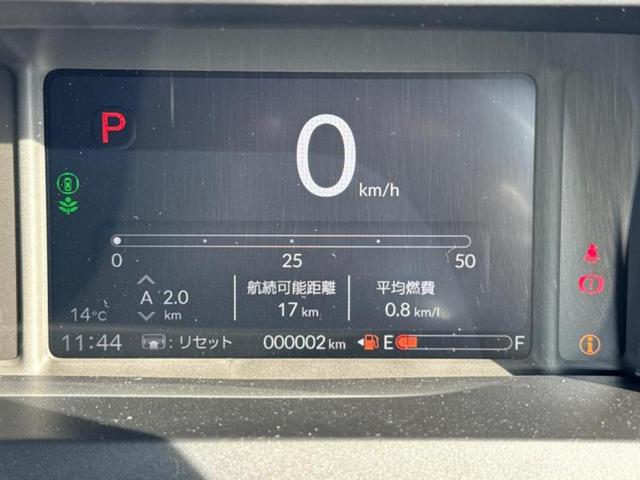 P
0 km/h
0 25 50
A 2.0 km
航続可能距離
17 km
平均燃費
0.8 km/l
14℃
11:44
: リセット
000002 km
E F